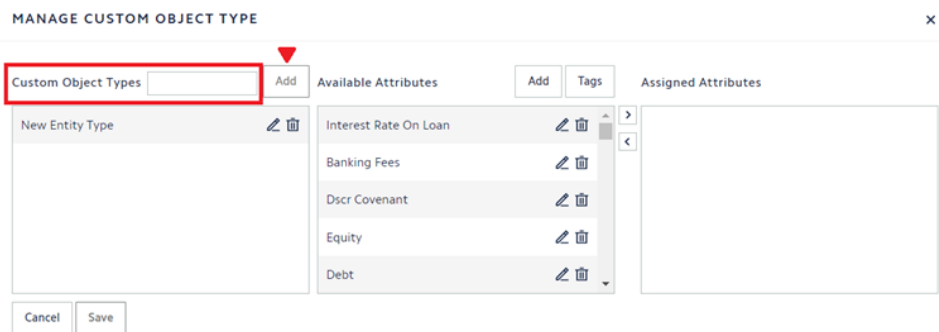 MANAGE CUSTOM OBJECT TYPE
Custom Object Types
Add
Available Attributes
Add
Tags
Assigned Attributes
New Entity Type
Interest Rate On Loan
Banking Fees
Dscr Covenant
Equity
Debt
Cancel
Save